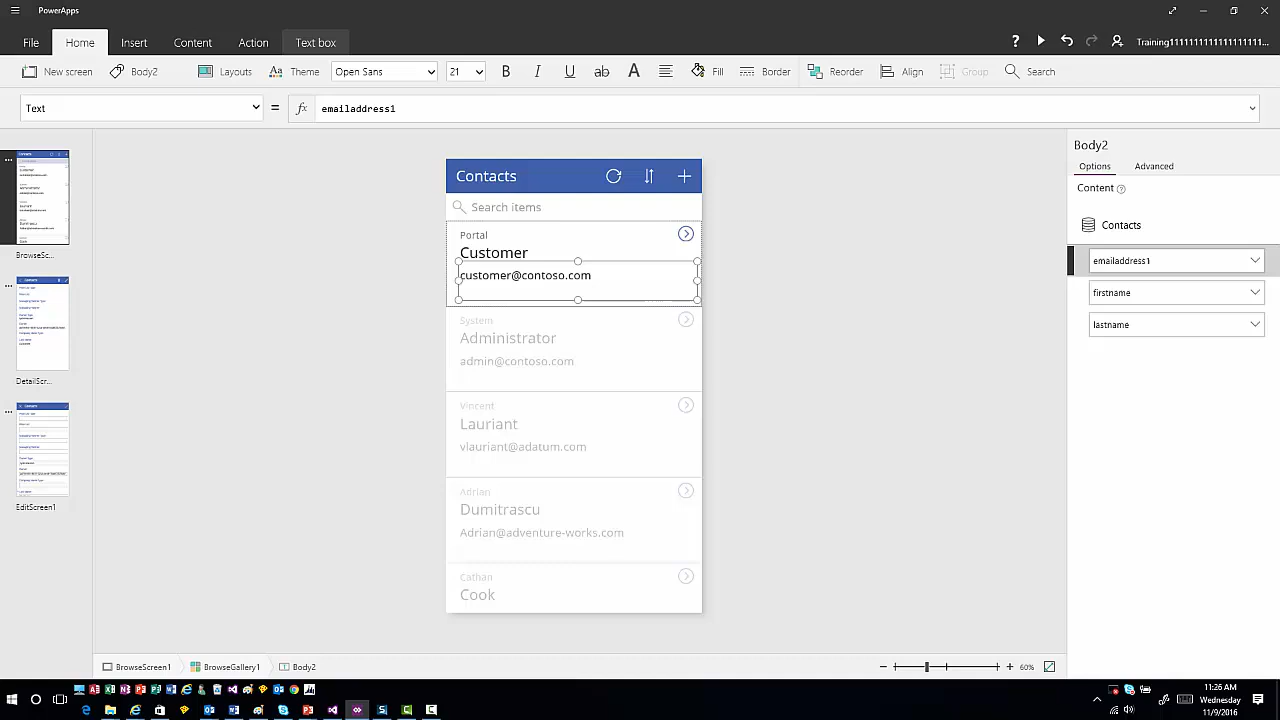 PowerApps
File Home Insert Content Action Text box
Training1111111111111111111...
New screen Body2 Layouts Theme Open Sans 21 B I U ab A Fill Border Reorder Align Group Search
Text = fx emailaddress1
Body2
Options Advanced
Content
Contacts
emailaddress1
firstname
lastname
BrowseSc...
DetailScr...
EditScreen1
Contacts
Search items
Portal
Customer
customer@contoso.com
System
Administrator
admin@contoso.com
Vincent
Lauriant
vlauriant@adatum.com
Adrian
Dumitrascu
Adrian@adventure-works.com
Cathan
Cook
BrowseScreen1 BrowseGallery1 Body2
60%
11:26 AM
Wednesday
11/9/2016